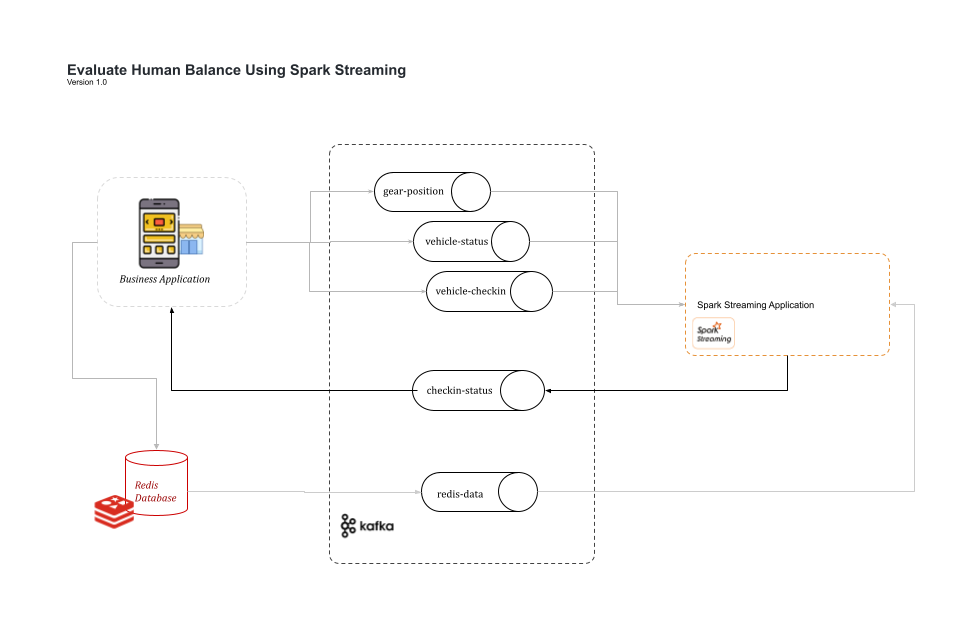 Evaluate Human Balance Using Spark Streaming
Version 1.0
gear-position
vehicle-status
Business Application
vehicle-checkin
Spark Streaming Application
Spark
Streaming
checkin-status
Redis
Database
redis-data
kafka